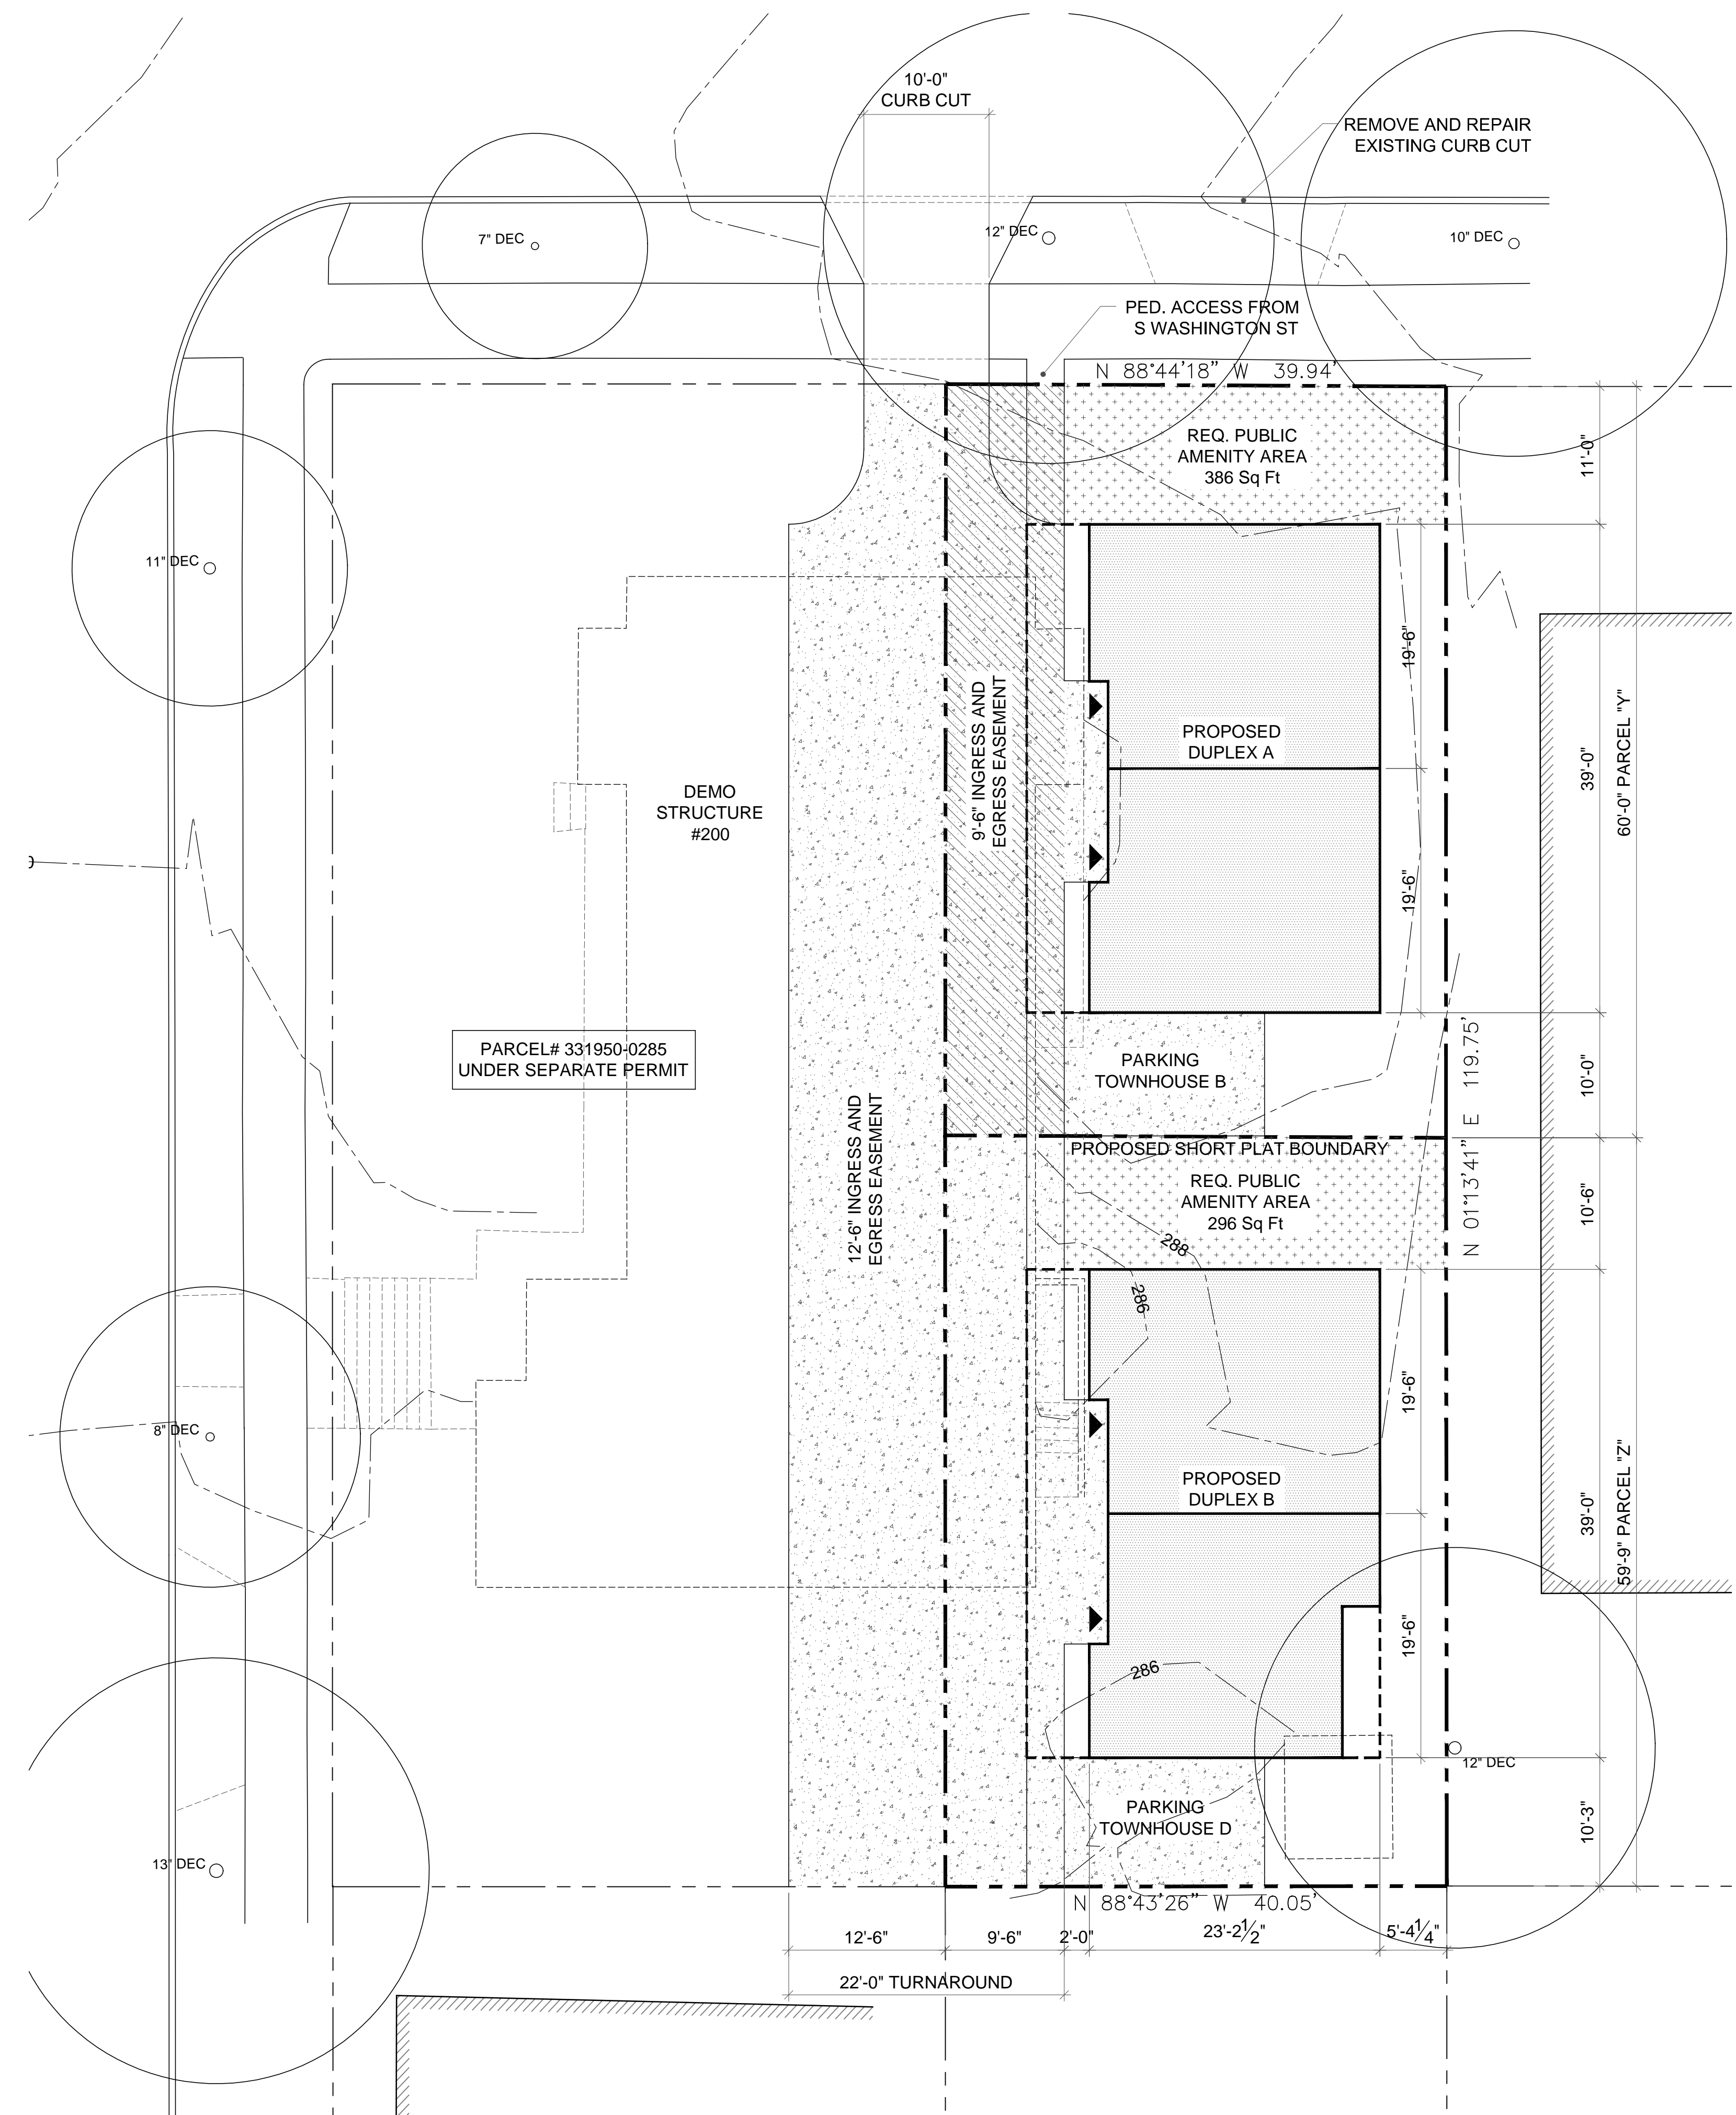 10'-0"
CURB CUT
REMOVE AND REPAIR
EXISTING CURB CUT
7" DEC
12" DEC
10" DEC
PED. ACCESS FROM
S WASHINGTON ST
N 88°44'18" W 39.94'
REQ. PUBLIC
AMENITY AREA
386 Sq Ft
11'-0"
11" DEC
19'-6"
9'-6" INGRESS AND
EGRESS EASEMENT
PROPOSED
DUPLEX A
39'-0"
60'-0" PARCEL "Y"
DEMO
STRUCTURE
#200
19'-6"
PARCEL# 331950-0285
UNDER SEPARATE PERMIT
PARKING
TOWNHOUSE B
10'-0"
N 01°13'41" E 119.75'
12'-6" INGRESS AND
EGRESS EASEMENT
PROPOSED SHORT PLAT BOUNDARY
REQ. PUBLIC
AMENITY AREA
296 Sq Ft
10'-6"
288
286
19'-6"
8" DEC
PROPOSED
DUPLEX B
39'-0"
59'-9" PARCEL "Z"
19'-6"
286
12" DEC
PARKING
TOWNHOUSE D
10'-3"
13" DEC
N 88°43'26" W 40.05'
12'-6"
9'-6"
2'-0"
23'-2½"
5'-4¼"
22'-0" TURNAROUND